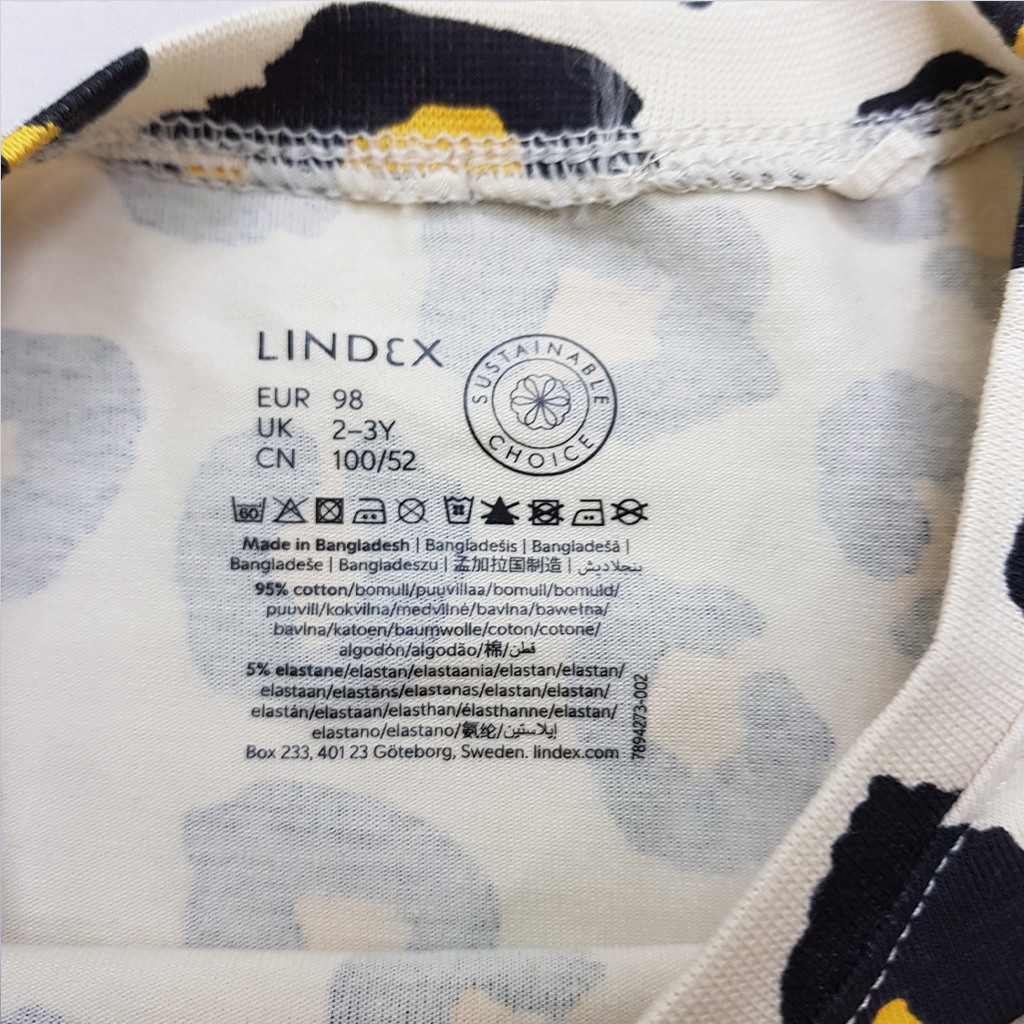 LINDEX
SUSTAINABLE CHOICE
EUR 98
UK 2–3Y
CN 100/52
60
Made in Bangladesh | Bangladešis | Bangladešā |
Bangladeše | Bangladeszu | 孟加拉国制造 | بنجلاديش
95% cotton/bomull/puuvillaa/bomull/bomuld/
puuvill/kokvilna/medvilnė/bavlna/bawełna/
bavlna/katoen/baumwolle/coton/cotone/
algodón/algodão/棉/قطن
5% elastane/elastan/elastaania/elastan/elastan/
elastaan/elastāns/elastanas/elastan/elastan/
elastán/elastaan/elasthan/élasthanne/elastan/
elastano/elastano/氨纶/إيلاستين
Box 233, 401 23 Göteborg, Sweden. lindex.com
7894273-002